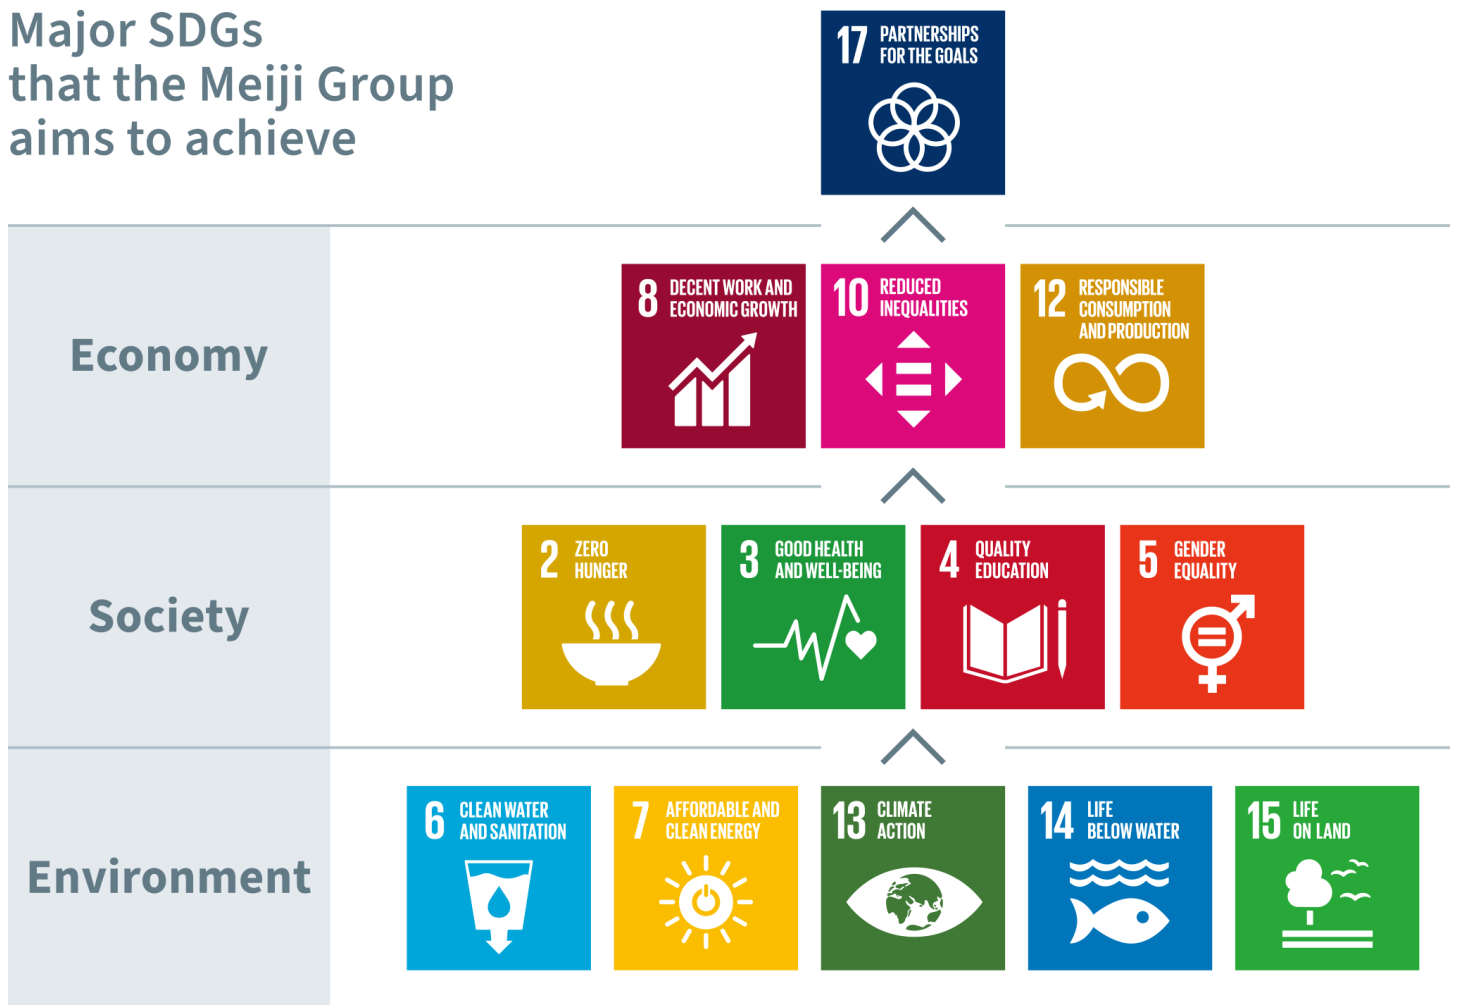 Major SDGs
that the Meiji Group
aims to achieve
17 PARTNERSHIPS
FOR THE GOALS
Economy
8 DECENT WORK AND
ECONOMIC GROWTH
10 REDUCED
INEQUALITIES
12 RESPONSIBLE
CONSUMPTION
AND PRODUCTION
Society
2 ZERO
HUNGER
3 GOOD HEALTH
AND WELL-BEING
4 QUALITY
EDUCATION
5 GENDER
EQUALITY
Environment
6 CLEAN WATER
AND SANITATION
7 AFFORDABLE AND
CLEAN ENERGY
13 CLIMATE
ACTION
14 LIFE
BELOW WATER
15 LIFE
ON LAND